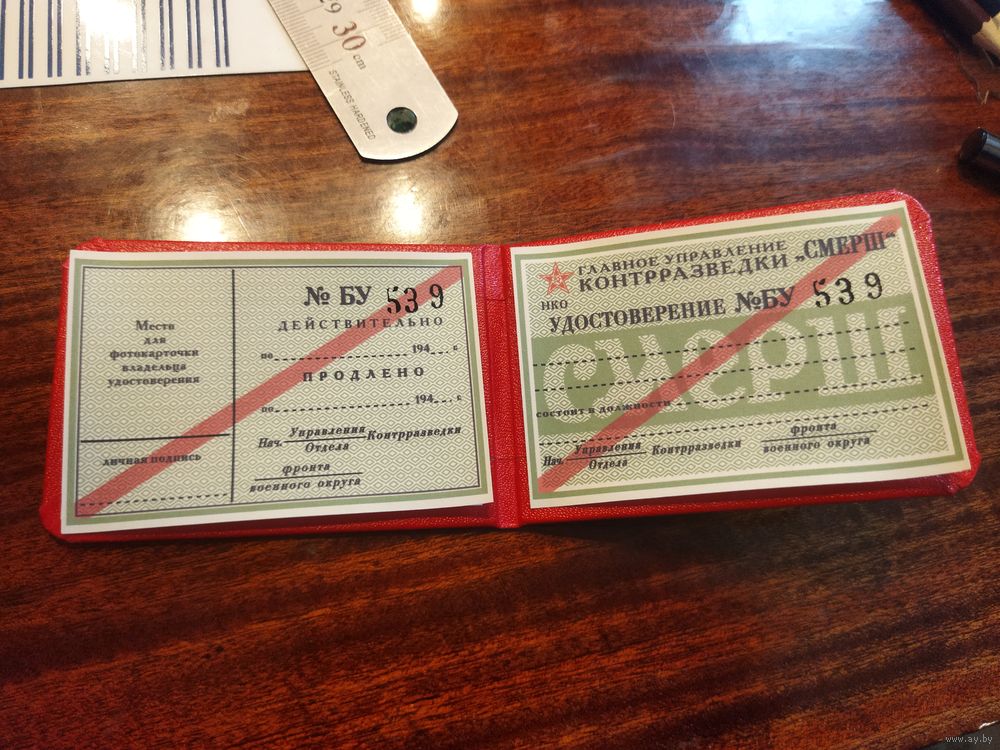 29 30 cm
STAINLESS HARDENED
№ БУ 539
ДЕЙСТВИТЕЛЬНО
по 194 г.
ПРОДЛЕНО
по 194 г.
Нач. Управления Контрразведки
Отдела
фронта
военного округа
Место
для
фотокарточки
владельца
удостоверения
личная подпись
ГЛАВНОЕ УПРАВЛЕНИЕ
КОНТРРАЗВЕДКИ „СМЕРШ“
НКО
УДОСТОВЕРЕНИЕ №БУ 539
СМЕРШ
состоит в должности
Нач. Управления Контрразведки
Отдела
фронта
военного округа
www.ay.by